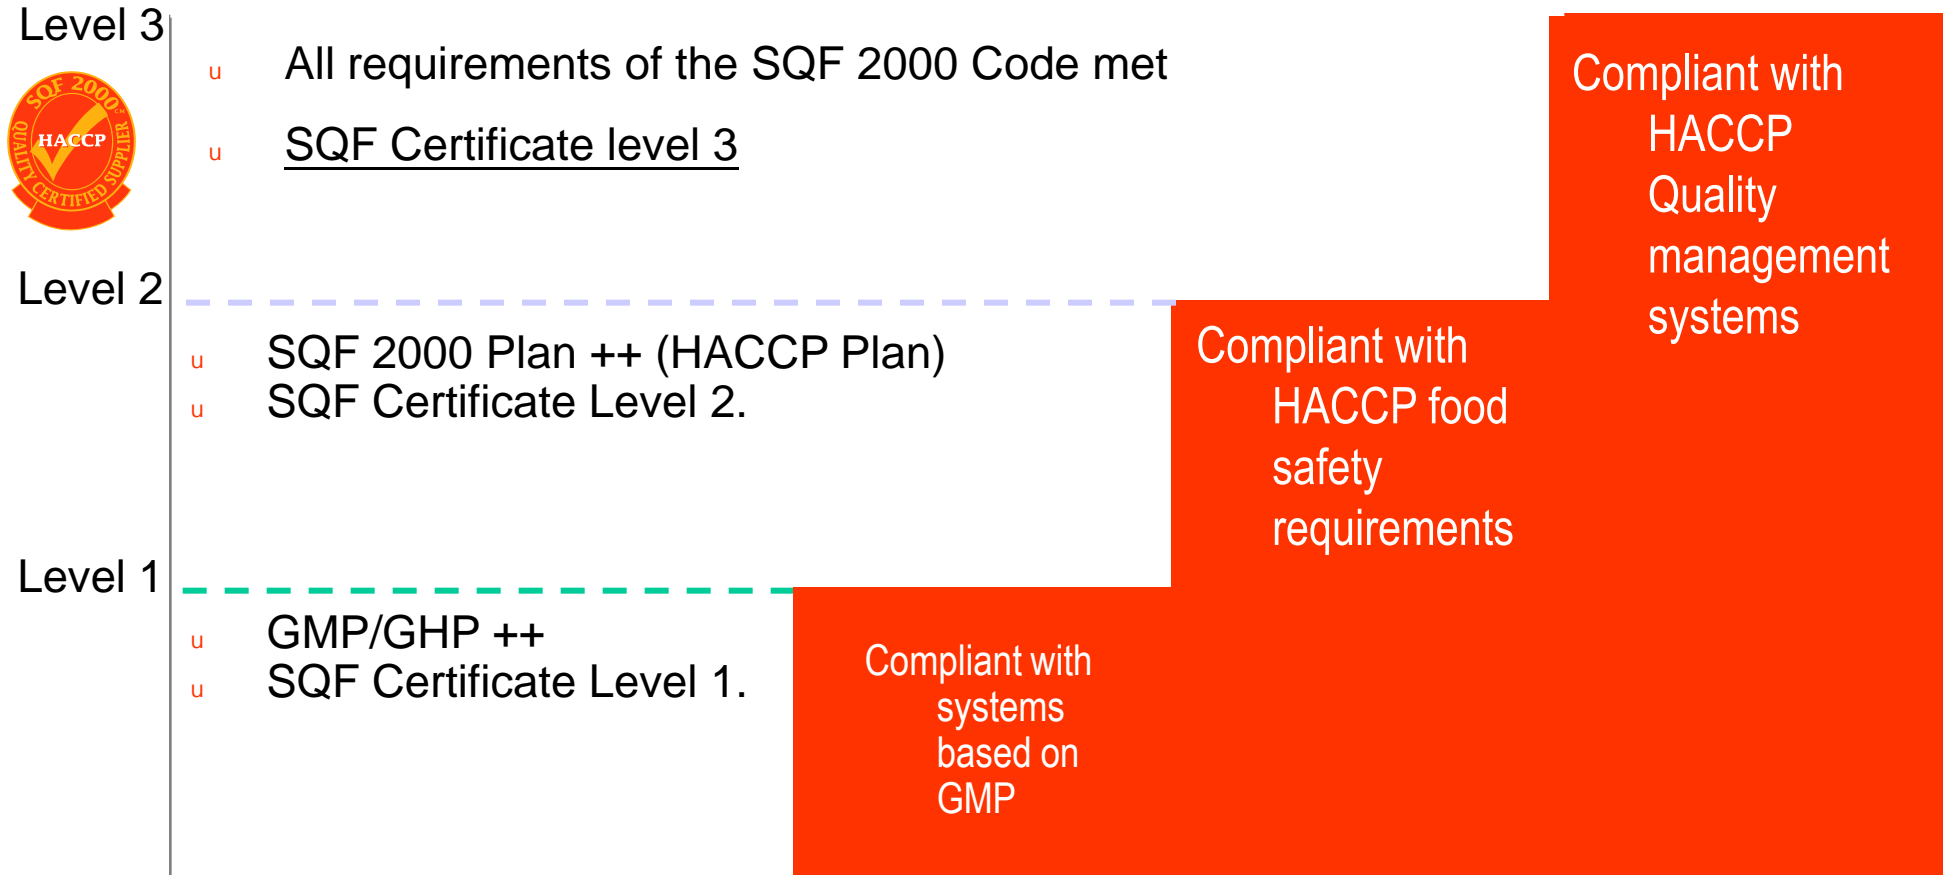 Level 3
u All requirements of the SQF 2000 Code met
u SQF Certificate level 3
SQF 2000 CM
HACCP
QUALITY CERTIFIED SUPPLIER
Compliant with
HACCP
Quality
management
systems
Level 2
u SQF 2000 Plan ++ (HACCP Plan)
u SQF Certificate Level 2.
Compliant with
HACCP food
safety
requirements
Level 1
u GMP/GHP ++
u SQF Certificate Level 1.
Compliant with
systems
based on
GMP